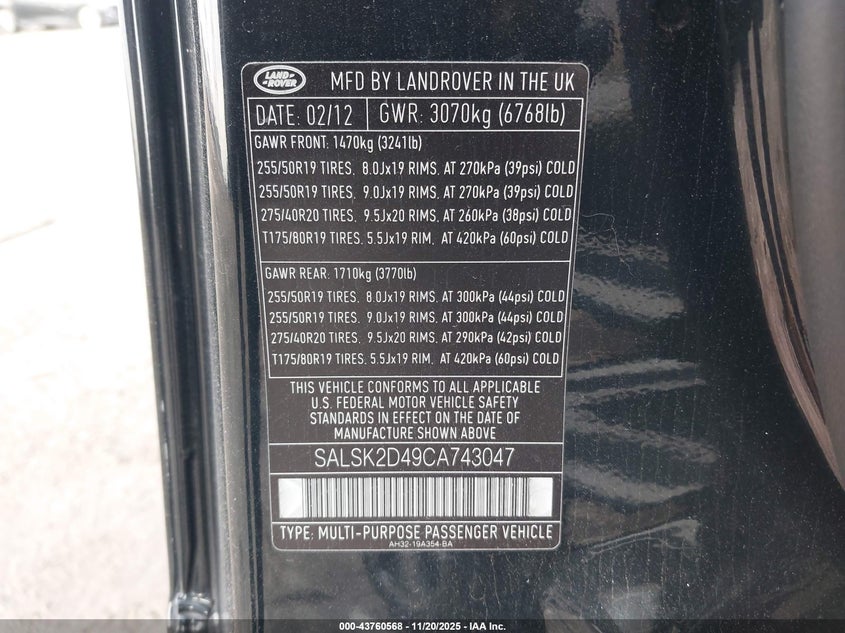 LAND ROVER
MFD BY LANDROVER IN THE UK
DATE: 02/12 GWR: 3070kg (6768lb)
GAWR FRONT: 1470kg (3241lb)
255/50R19 TIRES, 8.0Jx19 RIMS, AT 270kPa (39psi) COLD
255/50R19 TIRES, 9.0Jx19 RIMS, AT 270kPa (39psi) COLD
275/40R20 TIRES, 9.5Jx20 RIMS, AT 260kPa (38psi) COLD
T175/80R19 TIRES, 5.5Jx19 RIM, AT 420kPa (60psi) COLD
GAWR REAR: 1710kg (3770lb)
255/50R19 TIRES, 8.0Jx19 RIMS, AT 300kPa (44psi) COLD
255/50R19 TIRES, 9.0Jx19 RIMS, AT 300kPa (44psi) COLD
275/40R20 TIRES, 9.5Jx20 RIMS, AT 290kPa (42psi) COLD
T175/80R19 TIRES, 5.5Jx19 RIM, AT 420kPa (60psi) COLD
THIS VEHICLE CONFORMS TO ALL APPLICABLE
U.S. FEDERAL MOTOR VEHICLE SAFETY
STANDARDS IN EFFECT ON THE DATE OF
MANUFACTURE SHOWN ABOVE
SALSK2D49CA743047
TYPE: MULTI-PURPOSE PASSENGER VEHICLE
AH32-19A354-BA
000-43760568 - 11/20/2025 - IAA Inc.